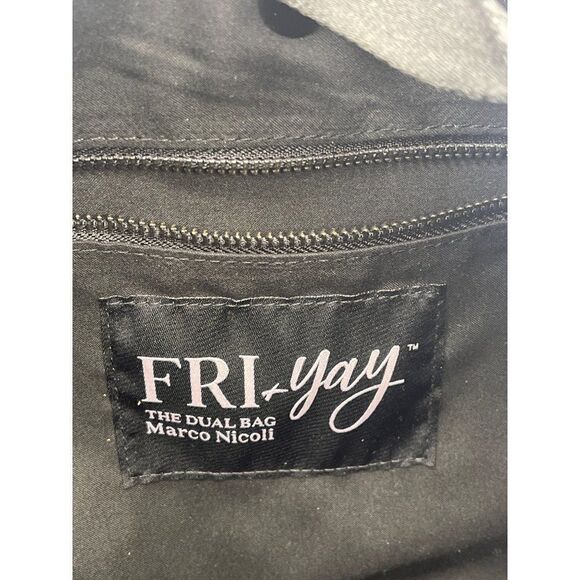 FRI+yay™
THE DUAL BAG
Marco Nicoli